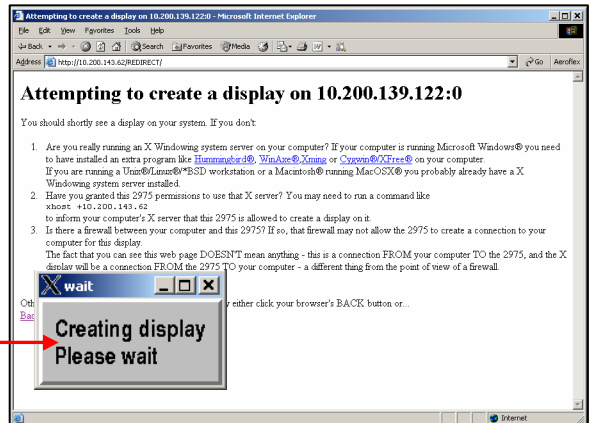 Attempting to create a display on 10.200.139.122:0 - Microsoft Internet Explorer
File Edit View Favorites Tools Help
Back Search Favorites Media
Address http://10.200.143.62/REDIRECT/ Go Aeroflex
Attempting to create a display on 10.200.139.122:0
You should shortly see a display on your system. If you don't:
1. Are you really running an X Windowing system server on your computer? If your computer is running Microsoft Windows® you need
to have installed an extra program like Hummingbird®, WinAxe®,Xming or Cygwin®/XFree® on your computer.
If you are running a Unix®/Linux®/*BSD workstation or a Macintosh® running MacOSX® you probably already have a X
Windowing system server installed.
2. Have you granted this 2975 permissions to use that X server? You may need to run a command like
xhost +10.200.143.62
to inform your computer's X server that this 2975 is allowed to create a display on it.
3. Is there a firewall between your computer and this 2975? If so, that firewall may not allow the 2975 to create a connection to your
computer for this display.
The fact that you can see this web page DOESN'T mean anything - this is a connection FROM your computer TO the 2975, and the X
display will be a connection FROM the 2975 TO your computer - a different thing from the point of view of a firewall.
either click your browser's BACK button or...
wait
Creating display
Please wait
Internet